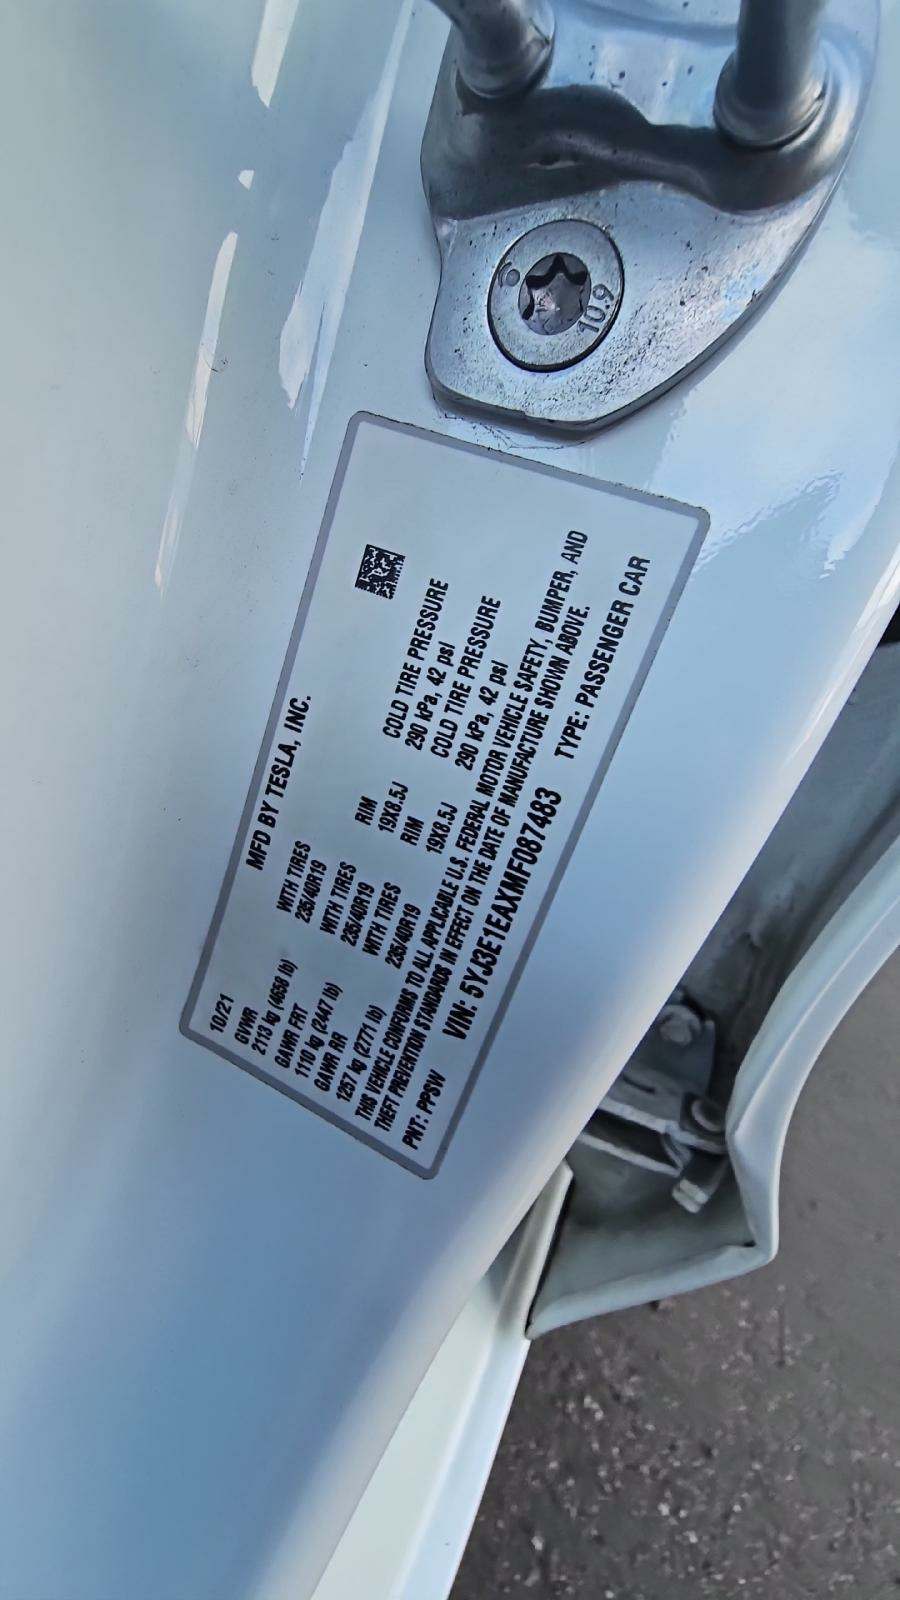 10.9
MFD BY TESLA, INC.
10/21
GVWR
2113 kg (4658 lb)
WITH TIRES
235/40R19
RIM
19X8.5J
COLD TIRE PRESSURE
290 kPa, 42 psi
GAWR FRT
1110 kg (2447 lb)
WITH TIRES
235/40R19
RIM
19X8.5J
COLD TIRE PRESSURE
290 kPa, 42 psi
GAWR RR
1257 kg (2771 lb)
WITH TIRES
235/40R19
THIS VEHICLE CONFORMS TO ALL APPLICABLE U.S. FEDERAL MOTOR VEHICLE SAFETY, BUMPER, AND
THEFT PREVENTION STANDARDS IN EFFECT ON THE DATE OF MANUFACTURE SHOWN ABOVE.
PNT: PPSW VIN: 5YJ3E1EAXMF087483 TYPE: PASSENGER CAR